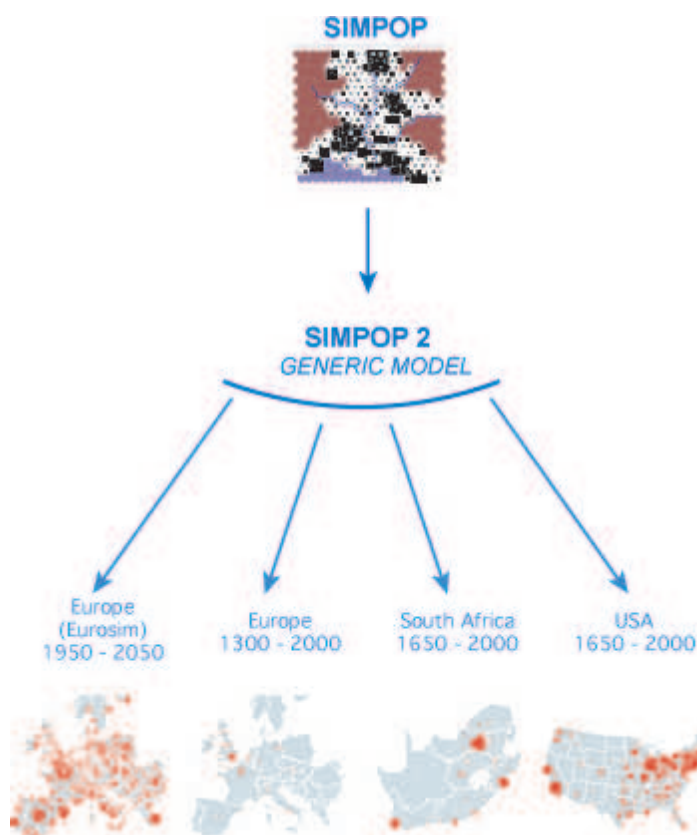 SIMPOP
SIMPOP 2
GENERIC MODEL
Europe
(Eurosim)
1950 - 2050
Europe
1300 - 2000
South Africa
1650 - 2000
USA
1650 - 2000